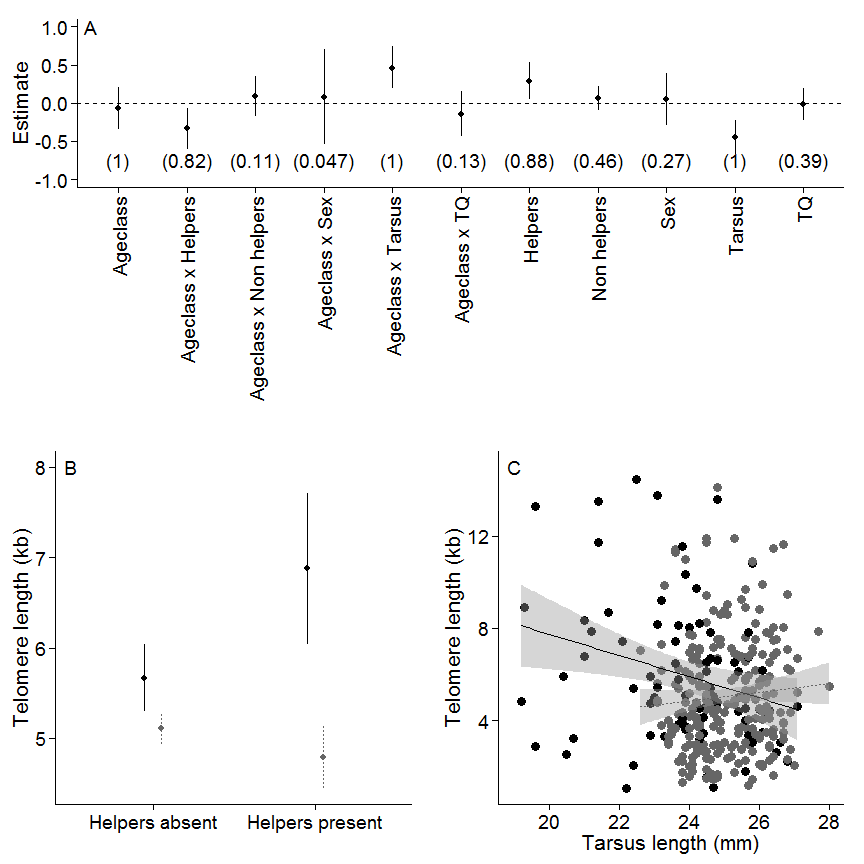 A
1.0
0.5
0.0
-0.5
-1.0
Estimate
(1) (0.82) (0.11) (0.047) (1) (0.13) (0.88) (0.46) (0.27) (1) (0.39)
Ageclass
Ageclass x Helpers
Ageclass x Non helpers
Ageclass x Sex
Ageclass x Tarsus
Ageclass x TQ
Helpers
Non helpers
Sex
Tarsus
TQ
B
8
7
6
5
Telomere length (kb)
Helpers absent Helpers present
C
12
8
4
Telomere length (kb)
20 22 24 26 28
Tarsus length (mm)